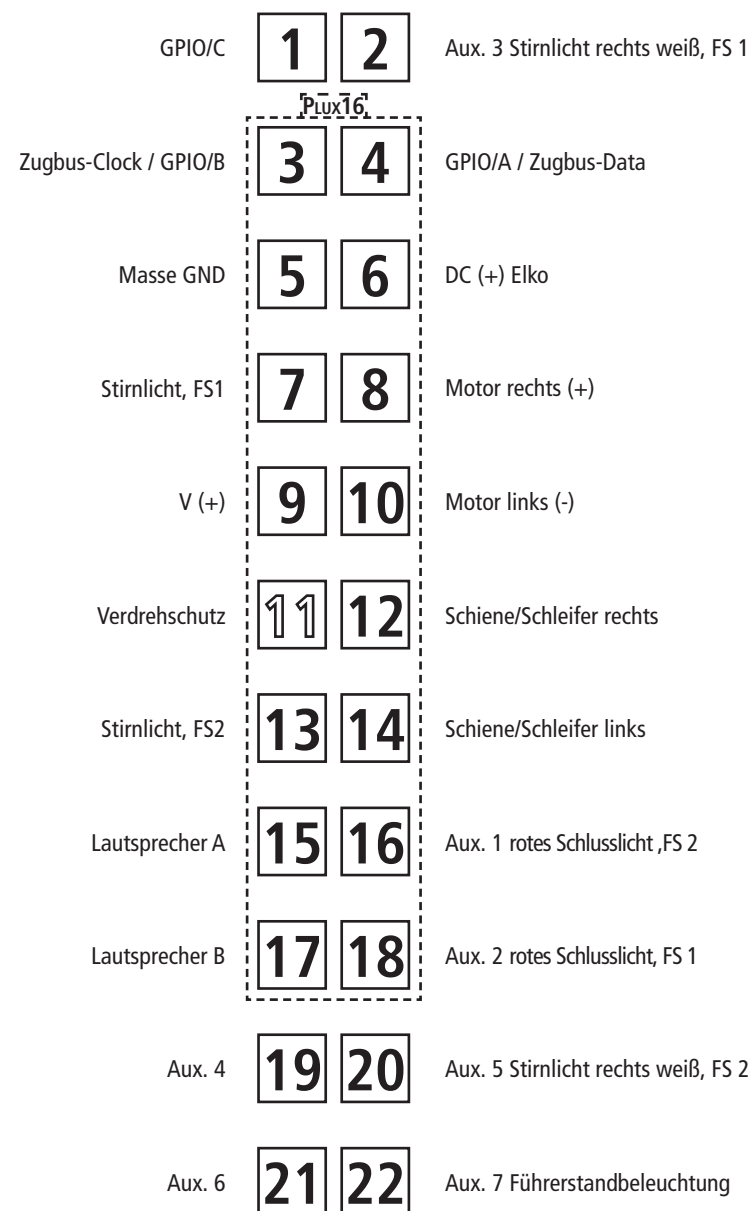 GPIO/C 1 2 Aux. 3 Stirnlicht rechts weiß, FS 1
PLUX16
Zugbus-Clock / GPIO/B 3 4 GPIO/A / Zugbus-Data
Masse GND 5 6 DC (+) Elko
Stirnlicht, FS1 7 8 Motor rechts (+)
V (+) 9 10 Motor links (-)
Verdrehschutz 11 12 Schiene/Schleifer rechts
Stirnlicht, FS2 13 14 Schiene/Schleifer links
Lautsprecher A 15 16 Aux. 1 rotes Schlusslicht ,FS 2
Lautsprecher B 17 18 Aux. 2 rotes Schlusslicht, FS 1
Aux. 4 19 20 Aux. 5 Stirnlicht rechts weiß, FS 2
Aux. 6 21 22 Aux. 7 Führerstandbeleuchtung